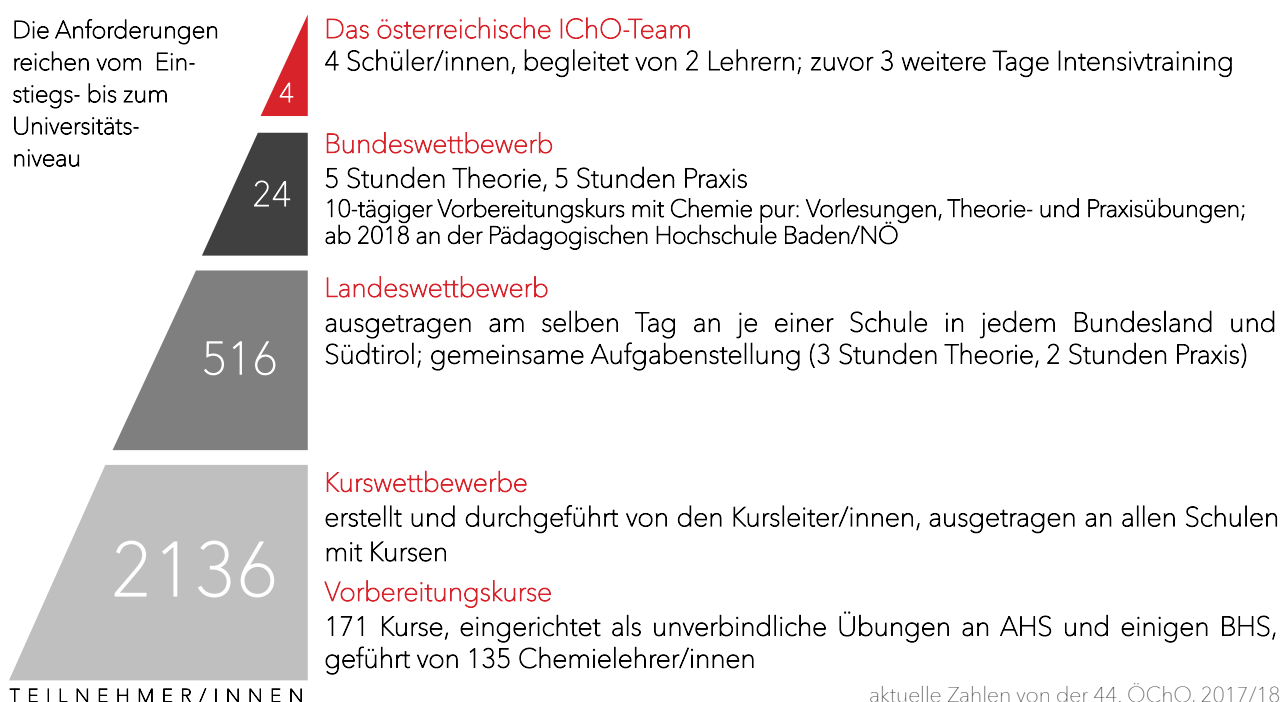 Die Anforderungen
reichen vom Ein-
stiegs- bis zum
Universitäts-
niveau
4
Das österreichische IChO-Team
4 Schüler/innen, begleitet von 2 Lehrern; zuvor 3 weitere Tage Intensivtraining
24
Bundeswettbewerb
5 Stunden Theorie, 5 Stunden Praxis
10-tägiger Vorbereitungskurs mit Chemie pur: Vorlesungen, Theorie- und Praxisübungen;
ab 2018 an der Pädagogischen Hochschule Baden/NÖ
516
Landeswettbewerb
ausgetragen am selben Tag an je einer Schule in jedem Bundesland und
Südtirol; gemeinsame Aufgabenstellung (3 Stunden Theorie, 2 Stunden Praxis)
2136
Kurswettbewerbe
erstellt und durchgeführt von den Kursleiter/innen, ausgetragen an allen Schulen
mit Kursen
Vorbereitungskurse
171 Kurse, eingerichtet als unverbindliche Übungen an AHS und einigen BHS,
geführt von 135 Chemielehrer/innen
TEILNEHMER/INNEN
aktuelle Zahlen von der 44. ÖChO, 2017/18